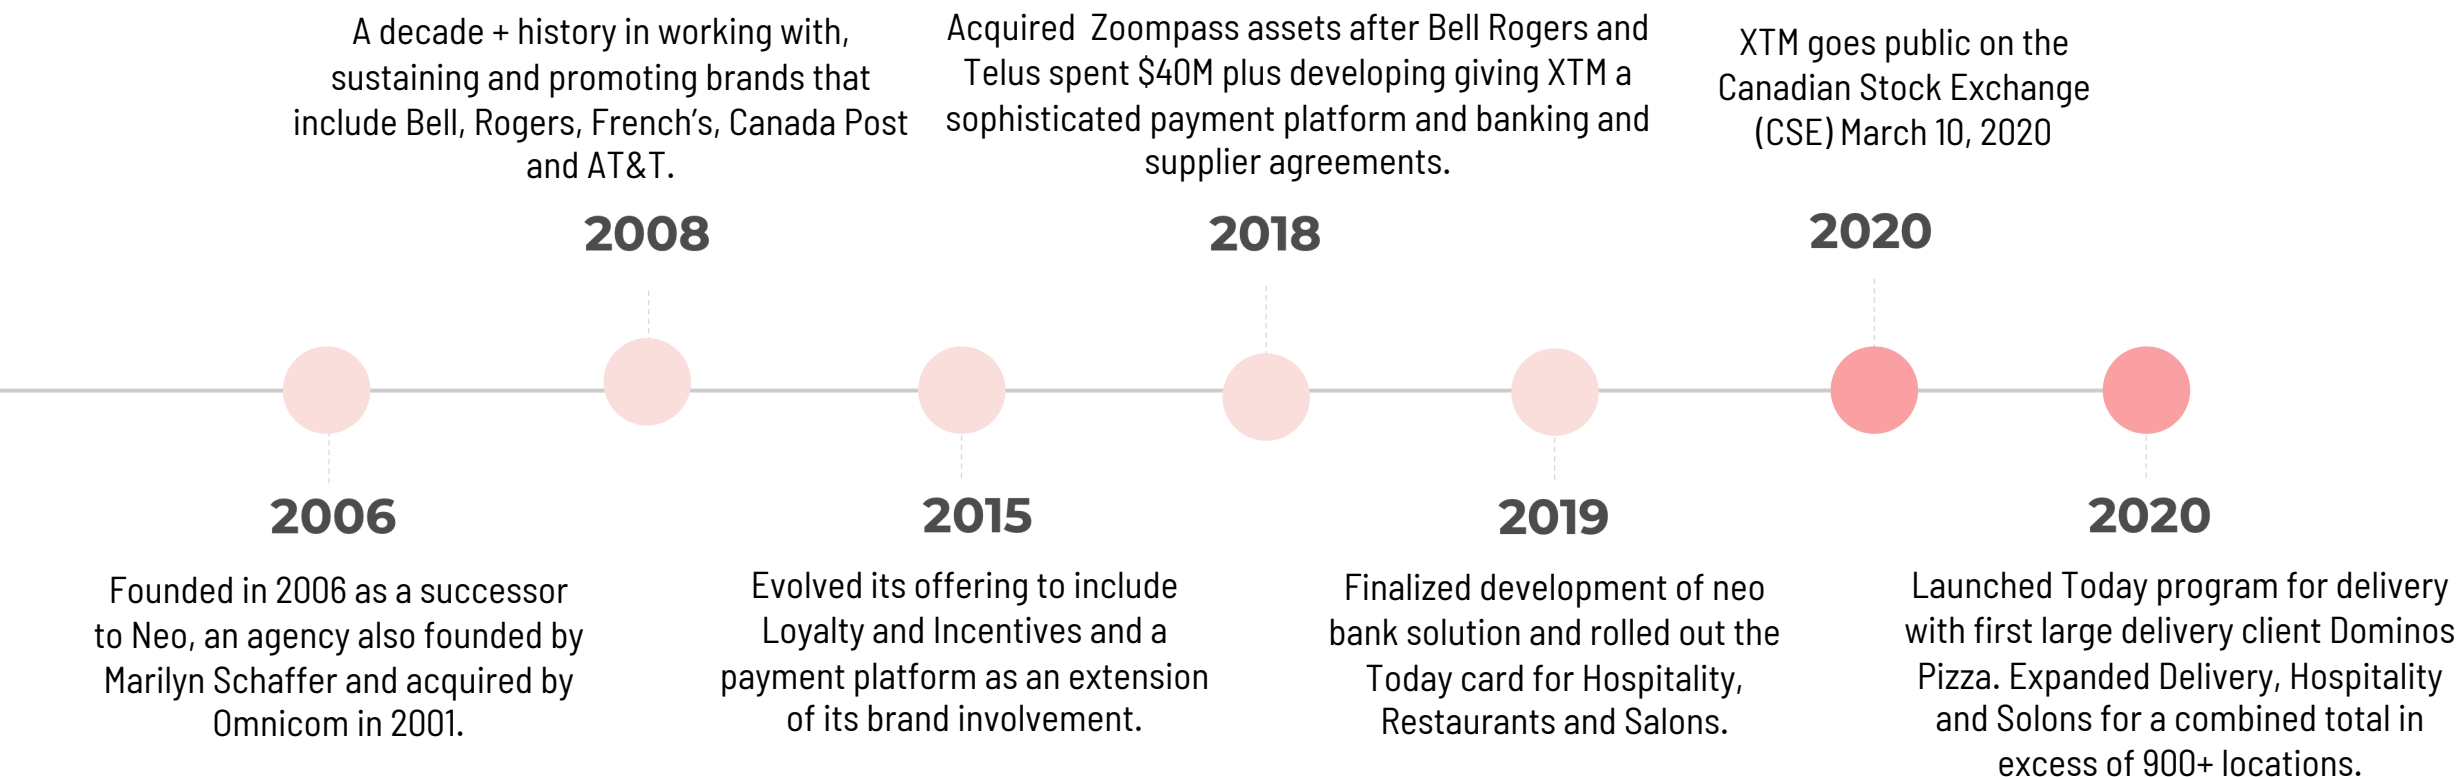 A decade + history in working with,
sustaining and promoting brands that
include Bell, Rogers, French's, Canada Post
and AT&T.
2008
Acquired  Zoompass assets after Bell Rogers and
Telus spent $40M plus developing giving XTM a
sophisticated payment platform and banking and
supplier agreements.
2018
XTM goes public on the
Canadian Stock Exchange
(CSE) March 10, 2020
2020
2006
Founded in 2006 as a successor
to Neo, an agency also founded by
Marilyn Schaffer and acquired by
Omnicom in 2001.
2015
Evolved its offering to include
Loyalty and Incentives and a
payment platform as an extension
of its brand involvement.
2019
Finalized development of neo
bank solution and rolled out the
Today card for Hospitality,
Restaurants and Salons.
2020
Launched Today program for delivery
with first large delivery client Dominos
Pizza. Expanded Delivery, Hospitality
and Solons for a combined total in
excess of 900+ locations.